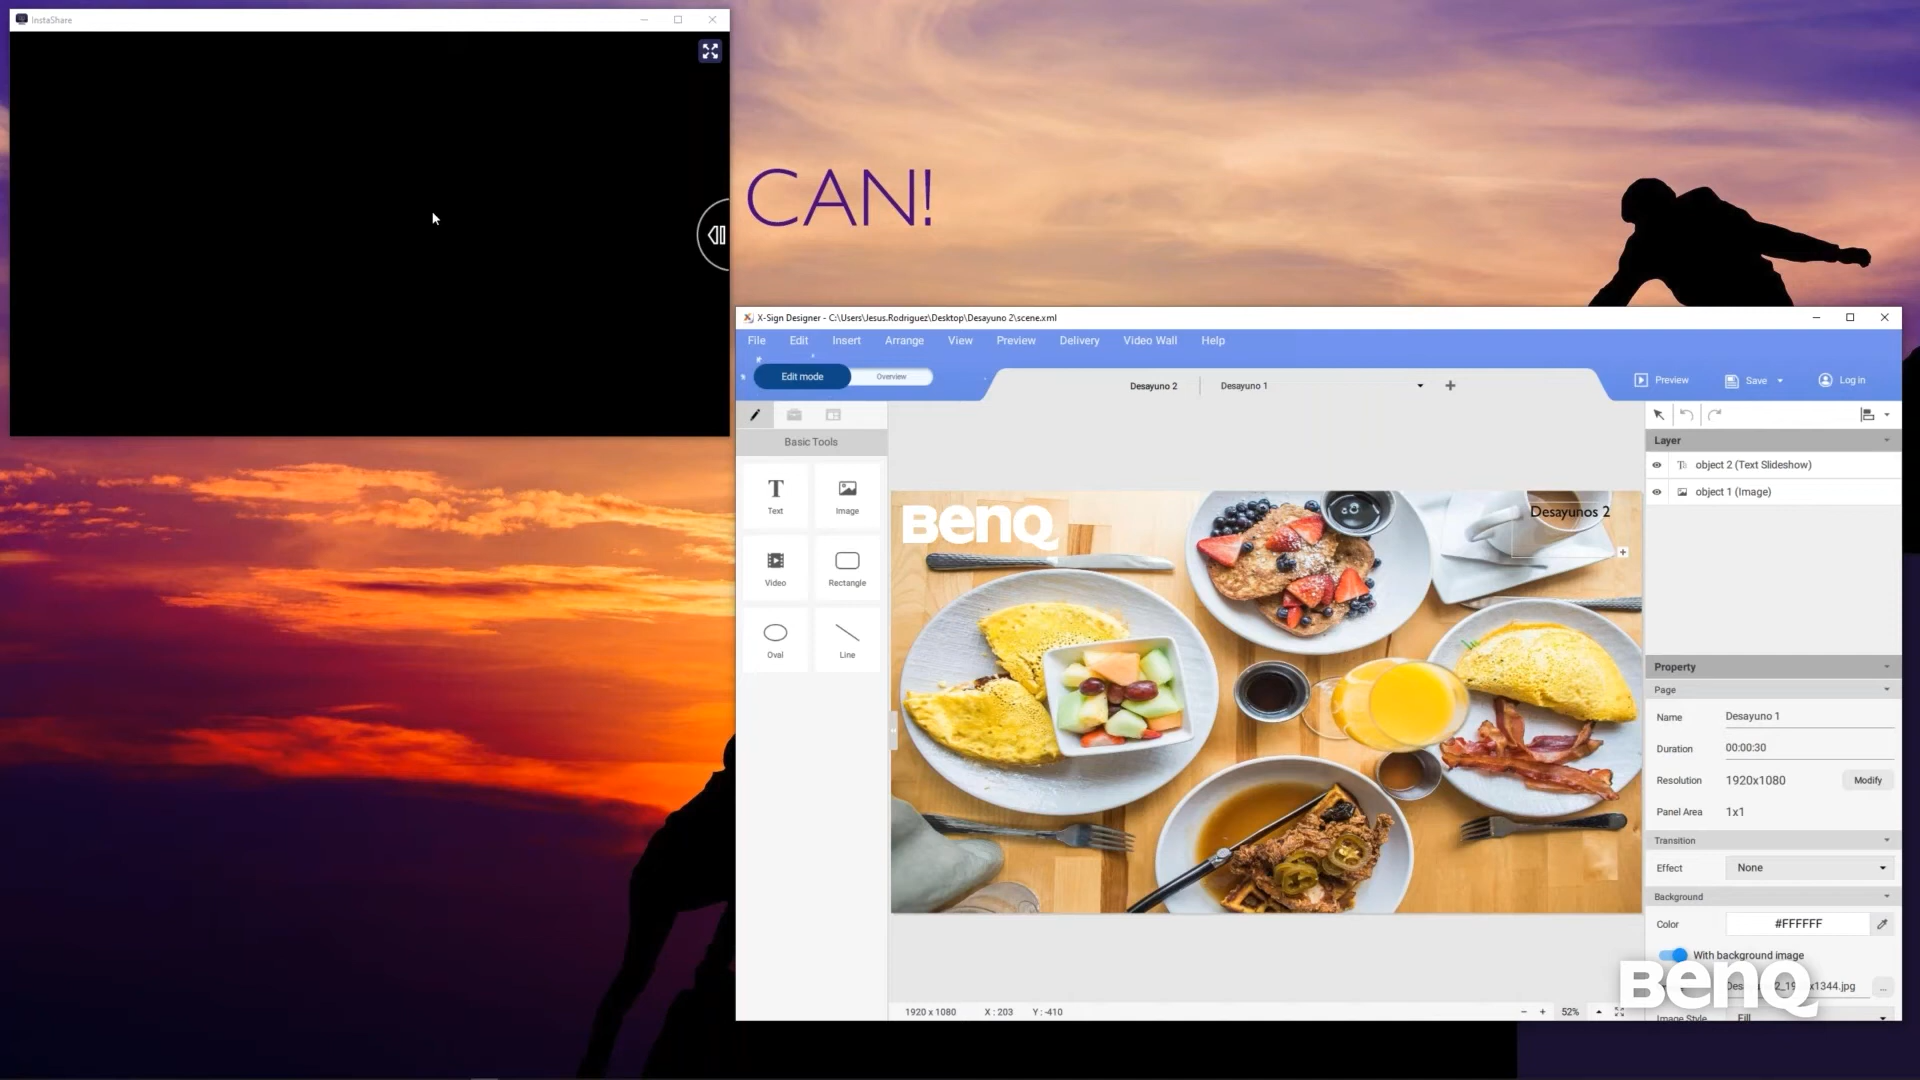 InstaShare
CAN!
X-Sign Designer - C:\Users\Jesus.Rodriguez\Desktop\Desayuno 2\scene.xml
File Edit Insert Arrange View Preview Delivery Video Wall Help
Edit mode Overview Desayuno 2 Desayuno 1 Preview Save Log in
Basic Tools
Layer
Text Image
object 2 (Text Slideshow)
object 1 (Image)
BenQ
Desayunos 2
Video Rectangle
Oval Line
Property
Page
Name Desayuno 1
Duration 00:00:30
Resolution 1920x1080 Modify
Panel Area 1x1
Transition
Effect None
Background
Color #FFFFFF
With background image
x1344.jpg ...
BenQ
Image Style Fill
1920 x 1080 X : 203 Y : -410 52%